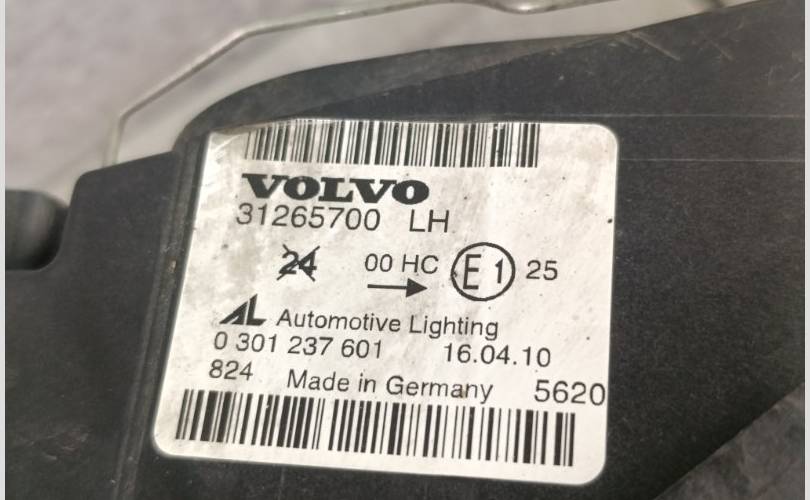 VOLVO
31265700 LH
24 00 HC E1 25
AL Automotive Lighting
0 301 237 601 16.04.10
824 Made in Germany 5620